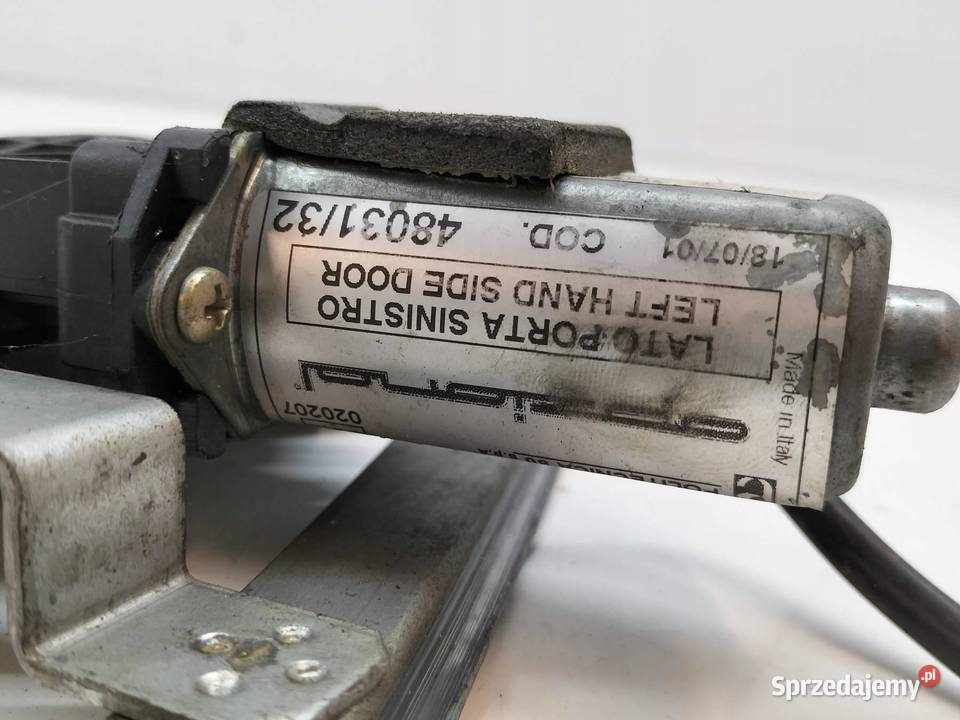 020207
Made in Italy
LATO PORTA SINISTRO
LEFT HAND SIDE DOOR
18/07/01 COD. 48031/32
Sprzedajemy.pl